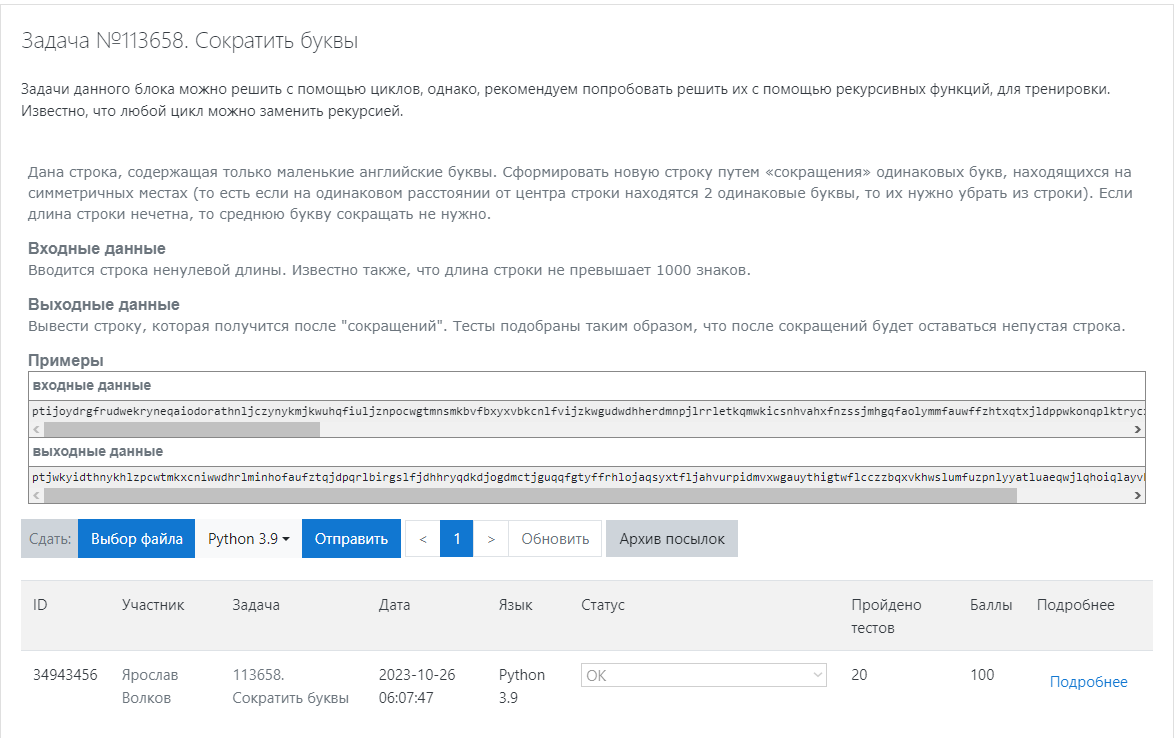 Задача №113658. Сократить буквы
Задачи данного блока можно решить с помощью циклов, однако, рекомендуем попробовать решить их с помощью рекурсивных функций, для тренировки.
Известно, что любой цикл можно заменить рекурсией.
Дана строка, содержащая только маленькие английские буквы. Сформировать новую строку путем «сокращения» одинаковых букв, находящихся на
симметричных местах (то есть если на одинаковом расстоянии от центра строки находятся 2 одинаковые буквы, то их нужно убрать из строки). Если
длина строки нечетна, то среднюю букву сокращать не нужно.
Входные данные
Вводится строка ненулевой длины. Известно также, что длина строки не превышает 1000 знаков.
Выходные данные
Вывести строку, которая получится после "сокращений". Тесты подобраны таким образом, что после сокращений будет оставаться непустая строка.
Примеры
входные данные
ptijoydrgfrudwekryneqaiodorathnljczynykmjkwuhqfiuljznpocwgtmnsmkbvfbxyxvbkcnlfvijzkwgudwdhherdmnpjlrrletkqmwkicsnhvahxfnzssjmhgqfaolymmfauwffzhtxqtxjldppwkonqplktryc
выходные данные
ptjwkyidthnykhlzpcwtmkxcniwwdhrlminhofaufztqjdpqrlbirgslfjdhhryqdkdjogdmctjguqqfgtyffrhlojaqsyxtfljahvurpidmvxwgauythigtwflcczzbqxvkhwslumfuzpnlyyatluaeqwjlqhoiqlayv
Сдать: Выбор файла Python 3.9 Отправить < 1 > Обновить Архив посылок
ID Участник Задача Дата Язык Статус Пройдено тестов Баллы Подробнее
34943456 Ярослав Волков 113658. Сократить буквы 2023-10-26 06:07:47 Python 3.9 OK 20 100 Подробнее